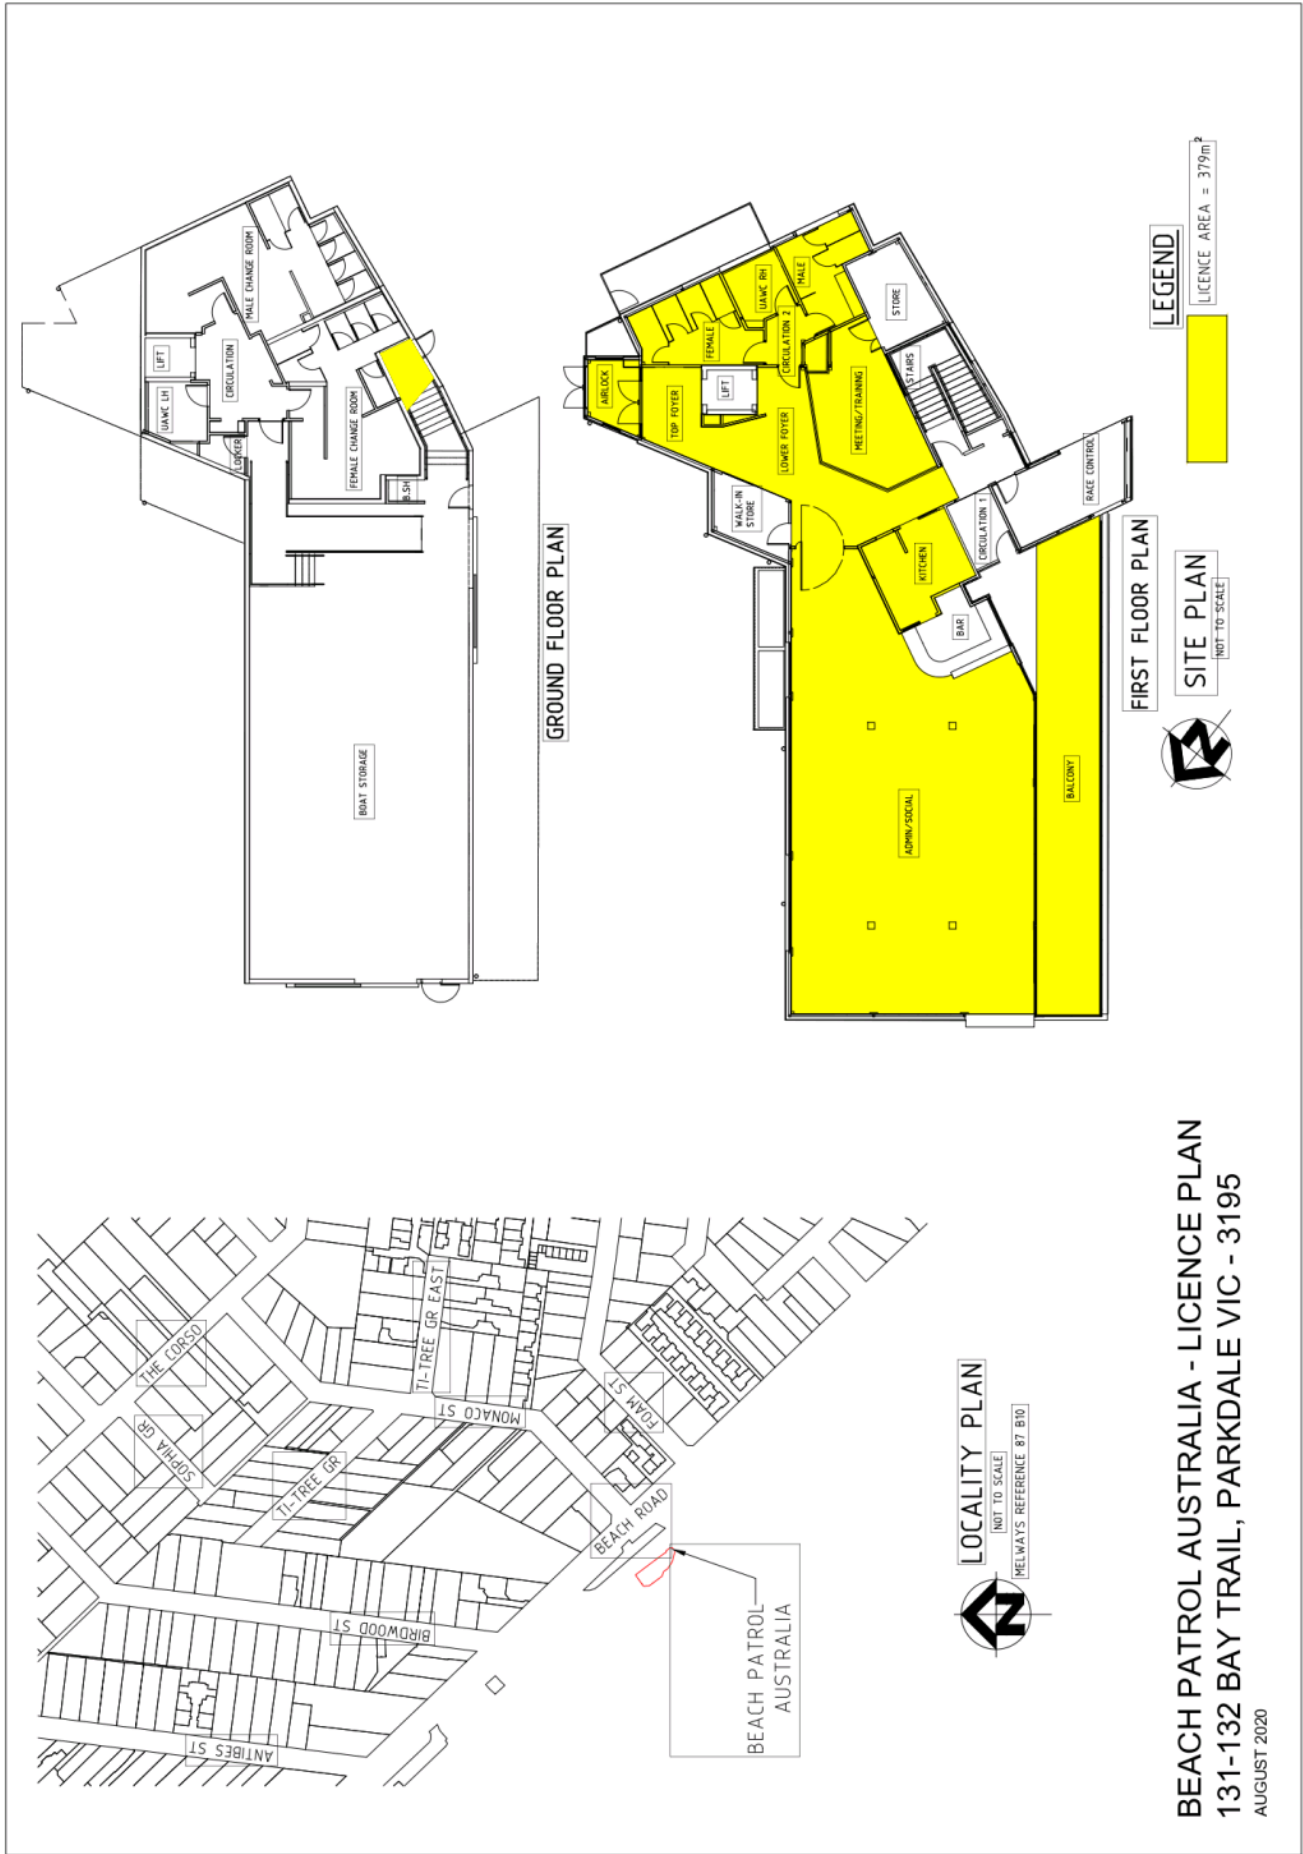 THE CORSO
SOPHIA GR
TI-TREE GR
TI-TREE GR EAST
MONACO ST
FOAM ST
BEACH ROAD
BIRDWOOD ST
ANTIBES ST
BEACH PATROL
AUSTRALIA
LOCALITY PLAN
NOT TO SCALE
MELWAYS REFERENCE 87 B10
N
BOAT STORAGE
LOCKER
UAWC LH
LIFT
CIRCULATION
MALE CHANGE ROOM
FEMALE CHANGE ROOM
B.SH
GROUND FLOOR PLAN
AIRLOCK
TOP FOYER
LIFT
FEMALE
UAWC RH
MALE
CIRCULATION 2
LOWER FOYER
MEETING/TRAINING
STORE
STAIRS
WALK-IN
STORE
KITCHEN
CIRCULATION 1
RACE CONTROL
BAR
ADMIN/SOCIAL
BALCONY
FIRST FLOOR PLAN
SITE PLAN
NOT TO SCALE
N
LEGEND
LICENCE AREA = 379m²
BEACH PATROL AUSTRALIA - LICENCE PLAN
131-132 BAY TRAIL, PARKDALE VIC - 3195
AUGUST 2020